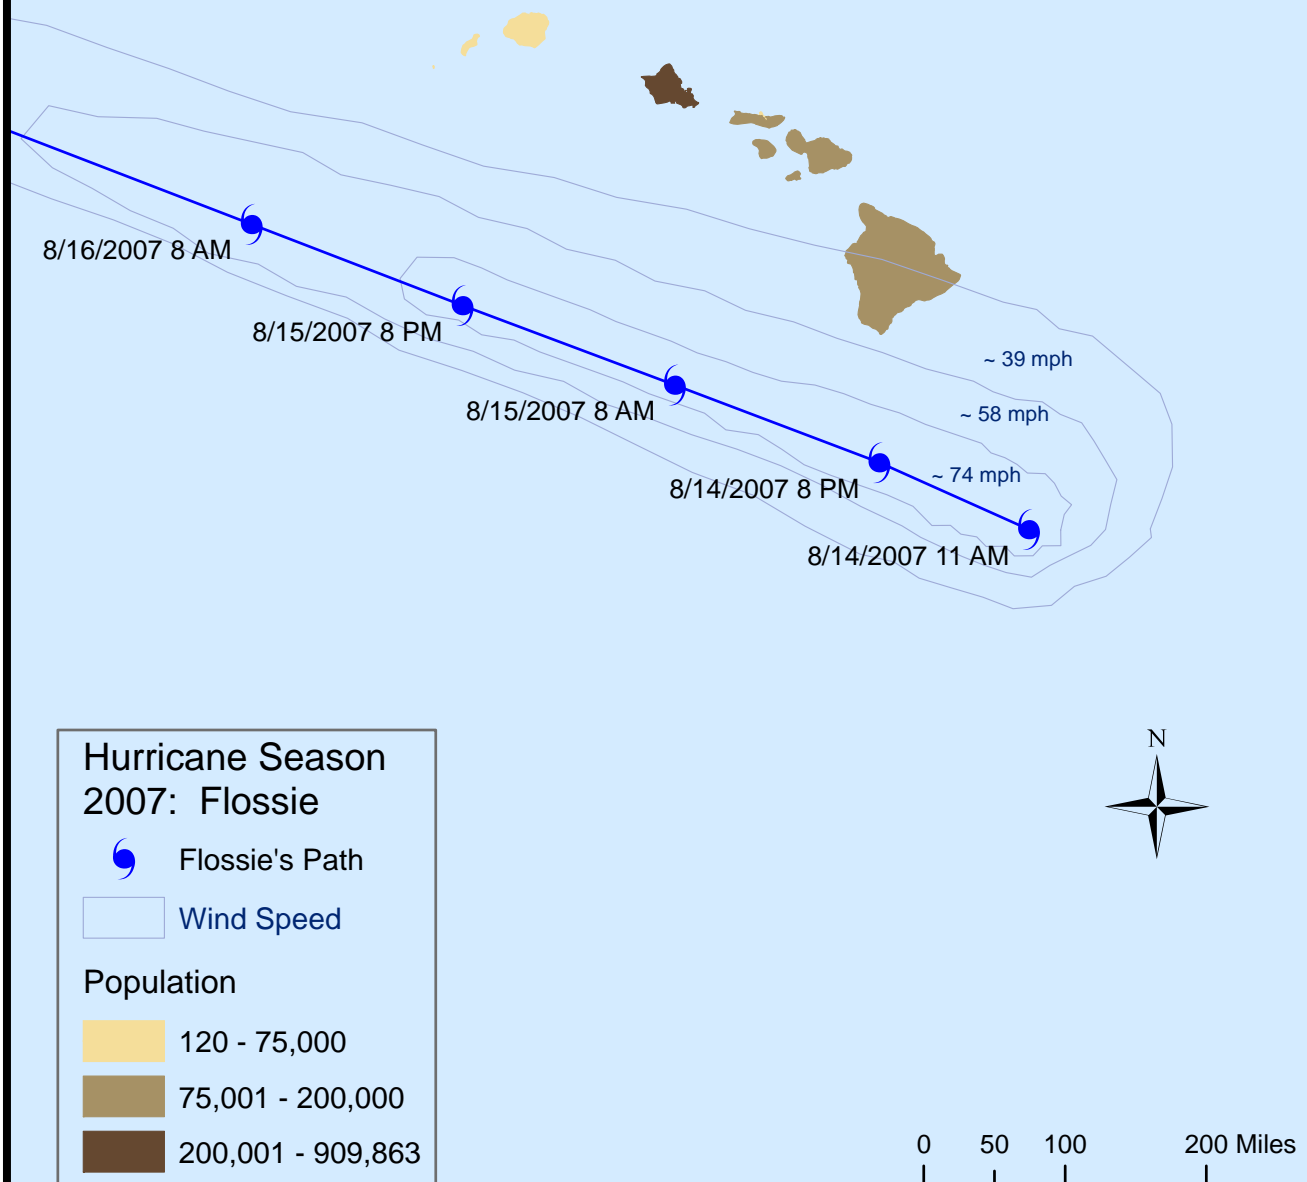 8/16/2007 8 AM
8/15/2007 8 PM
~ 39 mph
8/15/2007 8 AM
~ 58 mph
~ 74 mph
8/14/2007 8 PM
8/14/2007 11 AM
N
Hurricane Season
2007: Flossie
Flossie's Path
Wind Speed
Population
120 - 75,000
75,001 - 200,000
200,001 - 909,863
0 50 100 200 Miles